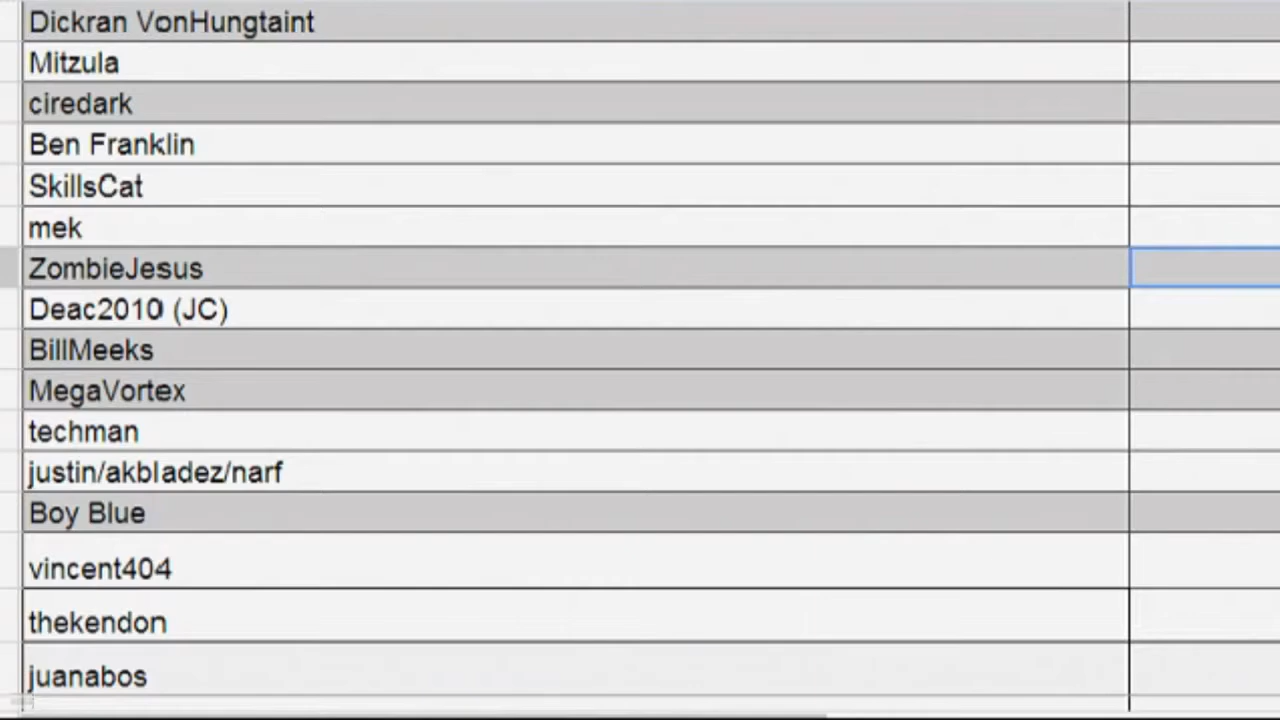 Dickran VonHungtaint
Mitzula
ciredark
Ben Franklin
SkillsCat
mek
ZombieJesus
Deac2010 (JC)
BillMeeks
MegaVortex
techman
justin/akbladez/narf
Boy Blue
vincent404
thekendon
juanabos